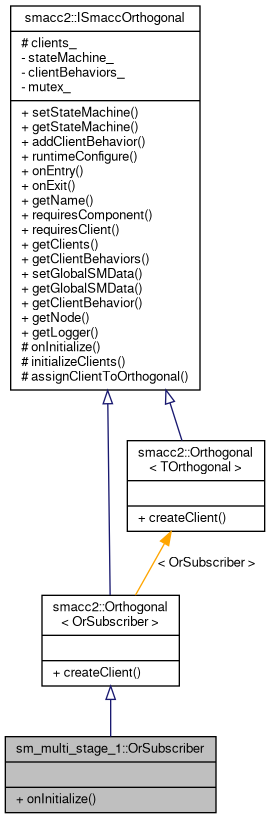 smacc2::ISmaccOrthogonal
# clients_
- stateMachine_
- clientBehaviors_
- mutex_
+ setStateMachine()
+ getStateMachine()
+ addClientBehavior()
+ runtimeConfigure()
+ onEntry()
+ onExit()
+ getName()
+ requiresComponent()
+ requiresClient()
+ getClients()
+ getClientBehaviors()
+ setGlobalSMData()
+ getGlobalSMData()
+ getClientBehavior()
+ getNode()
+ getLogger()
# onInitialize()
# initializeClients()
# assignClientToOrthogonal()
smacc2::Orthogonal
< TOrthogonal >
+ createClient()
< OrSubscriber >
smacc2::Orthogonal
< OrSubscriber >
+ createClient()
sm_multi_stage_1::OrSubscriber
+ onInitialize()